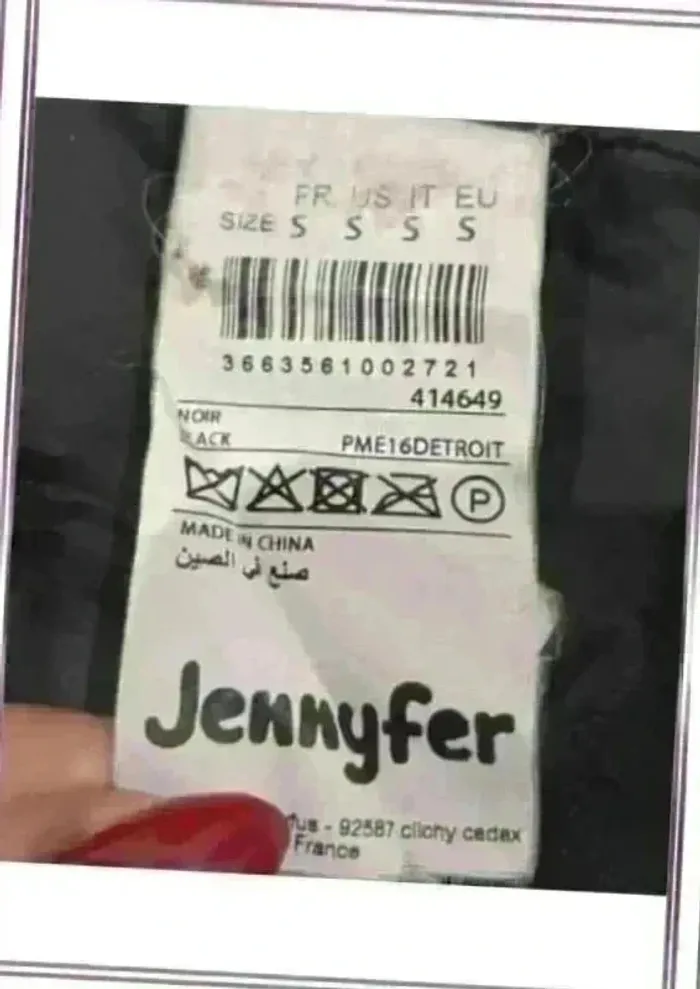 FR US IT EU
SIZE S S S S
3663561002721
414649
NOIR
BLACK PME16DETROIT
P
MADE IN CHINA
صنع في الصين
Jennyfer
- 92587 clichy cedex
France